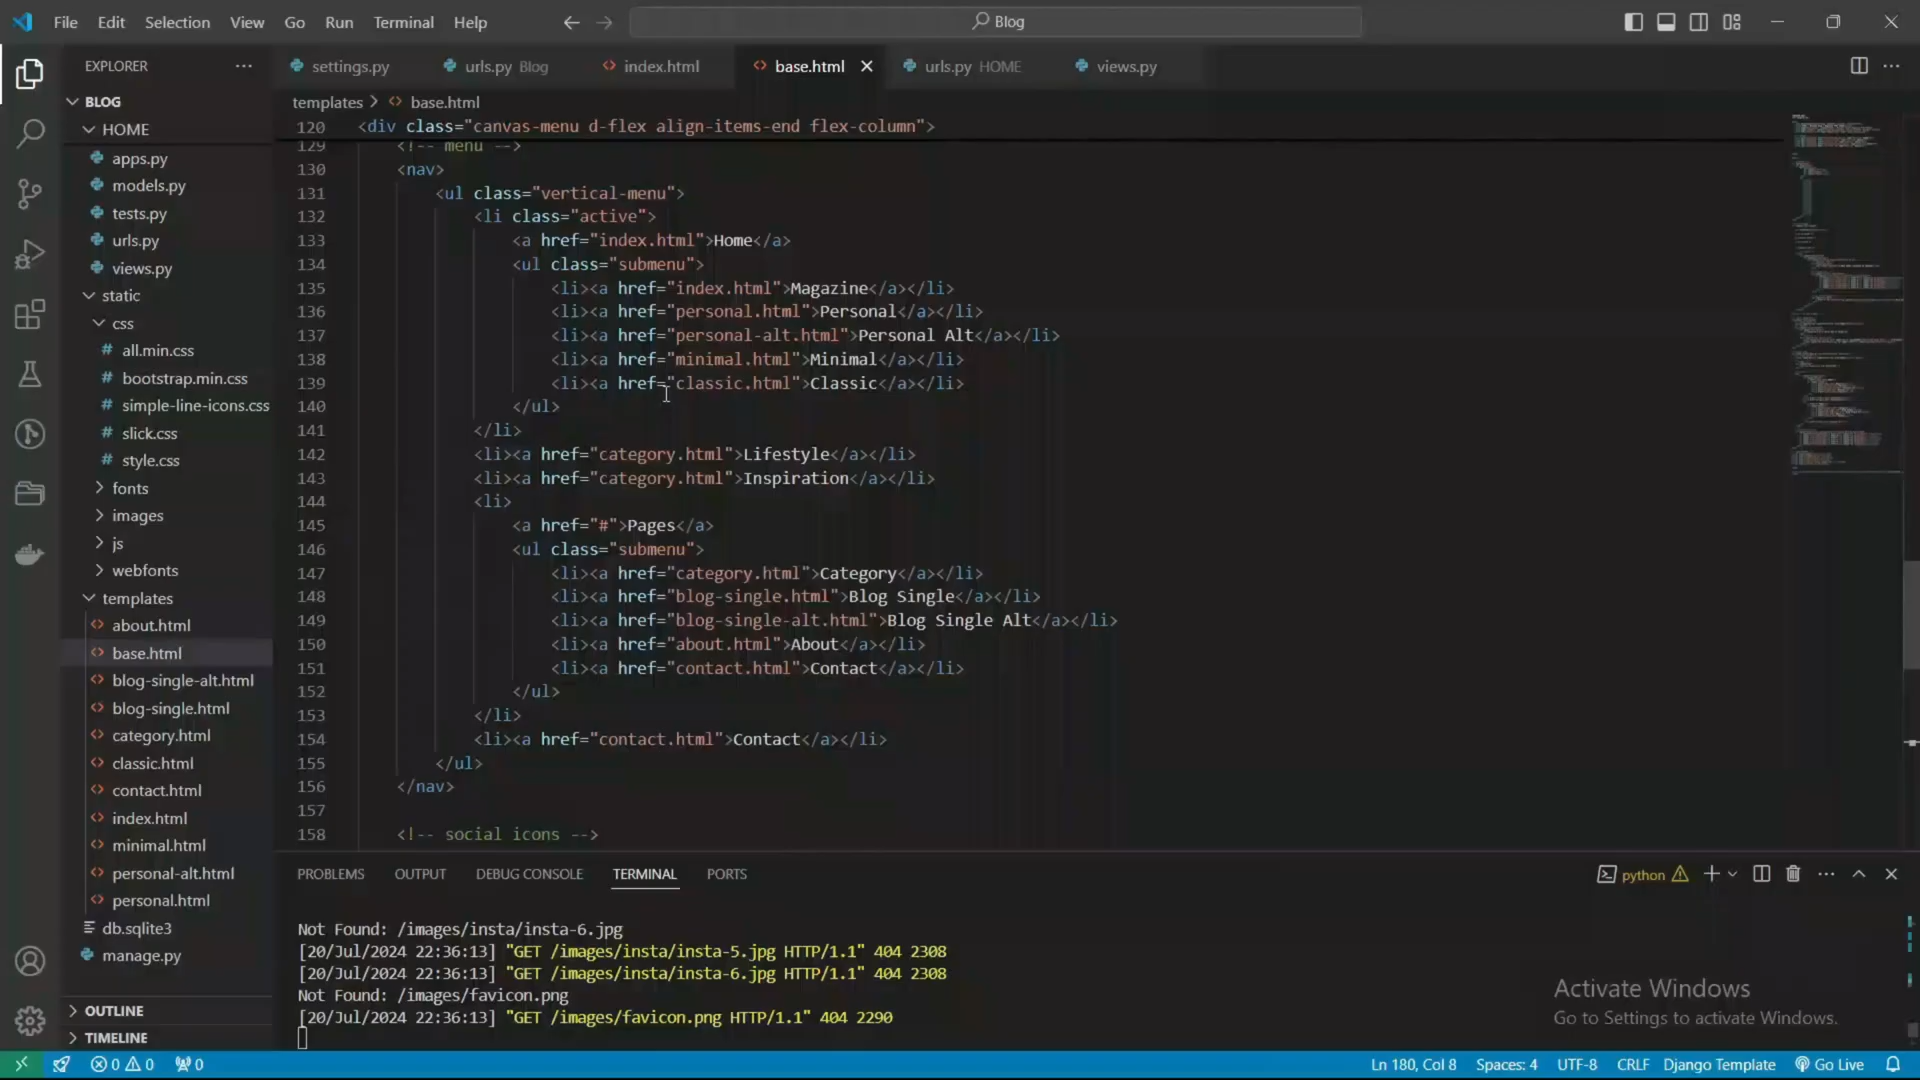 File Edit Selection View Go Run Terminal Help
Blog
EXPLORER
settings.py
urls.py Blog
index.html
base.html
urls.py HOME
views.py
BLOG
HOME
apps.py
models.py
tests.py
urls.py
views.py
static
css
all.min.css
bootstrap.min.css
simple-line-icons.css
slick.css
style.css
fonts
images
js
webfonts
templates
about.html
base.html
blog-single-alt.html
blog-single.html
category.html
classic.html
contact.html
index.html
minimal.html
personal-alt.html
personal.html
db.sqlite3
manage.py
OUTLINE
TIMELINE
templates > base.html
120 <div class="canvas-menu d-flex align-items-end flex-column">
129 <!-- menu -->
130 <nav>
131 <ul class="vertical-menu">
132 <li class="active">
133 <a href="index.html">Home</a>
134 <ul class="submenu">
135 <li><a href="index.html">Magazine</a></li>
136 <li><a href="personal.html">Personal</a></li>
137 <li><a href="personal-alt.html">Personal Alt</a></li>
138 <li><a href="minimal.html">Minimal</a></li>
139 <li><a href="classic.html">Classic</a></li>
140 </ul>
141 </li>
142 <li><a href="category.html">Lifestyle</a></li>
143 <li><a href="category.html">Inspiration</a></li>
144 <li>
145 <a href="#">Pages</a>
146 <ul class="submenu">
147 <li><a href="category.html">Category</a></li>
148 <li><a href="blog-single.html">Blog Single</a></li>
149 <li><a href="blog-single-alt.html">Blog Single Alt</a></li>
150 <li><a href="about.html">About</a></li>
151 <li><a href="contact.html">Contact</a></li>
152 </ul>
153 </li>
154 <li><a href="contact.html">Contact</a></li>
155 </ul>
156 </nav>
157
158 <!-- social icons -->
PROBLEMS OUTPUT DEBUG CONSOLE TERMINAL PORTS
python
Not Found: /images/insta/insta-6.jpg
[20/Jul/2024 22:36:13] "GET /images/insta/insta-5.jpg HTTP/1.1" 404 2308
[20/Jul/2024 22:36:13] "GET /images/insta/insta-6.jpg HTTP/1.1" 404 2308
Not Found: /images/favicon.png
[20/Jul/2024 22:36:13] "GET /images/favicon.png HTTP/1.1" 404 2290
Activate Windows
Go to Settings to activate Windows.
0 0 0
Ln 180, Col 8 Spaces: 4 UTF-8 CRLF Django Template Go Live